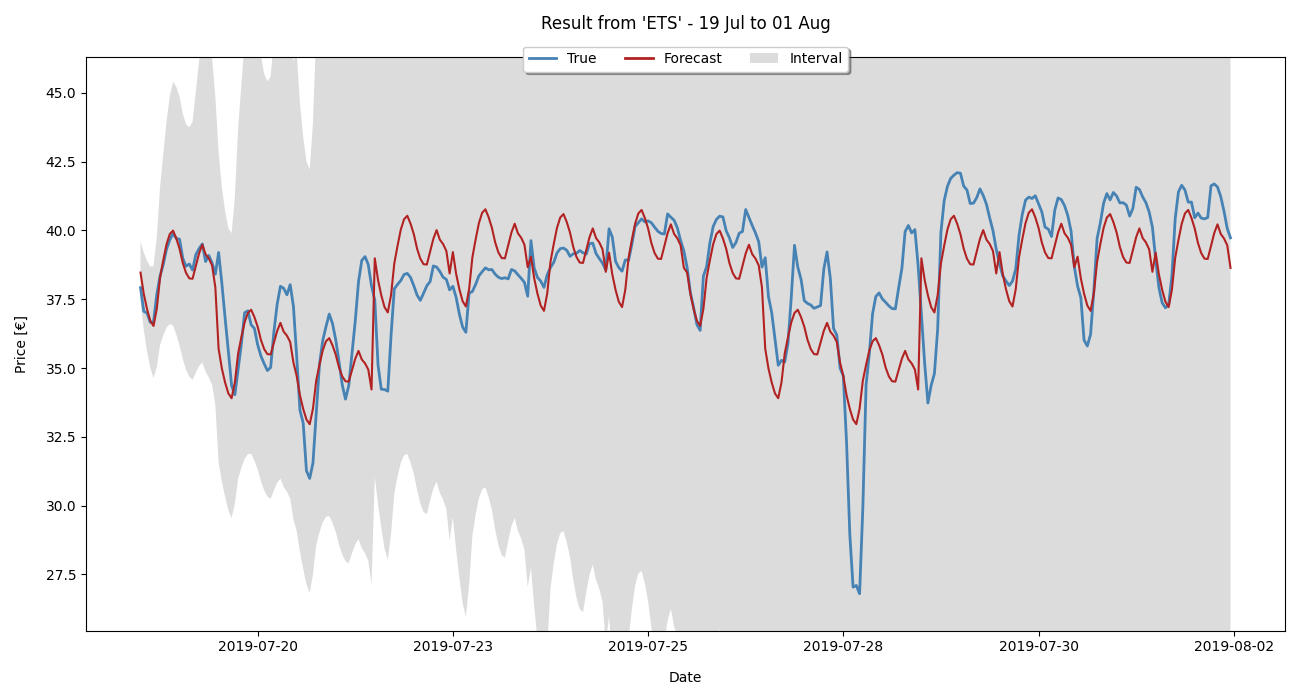 Result from 'ETS' - 19 Jul to 01 Aug
True Forecast Interval
45.0
42.5
40.0
37.5
35.0
32.5
30.0
27.5
Price [€]
2019-07-20 2019-07-23 2019-07-25 2019-07-28 2019-07-30 2019-08-02
Date